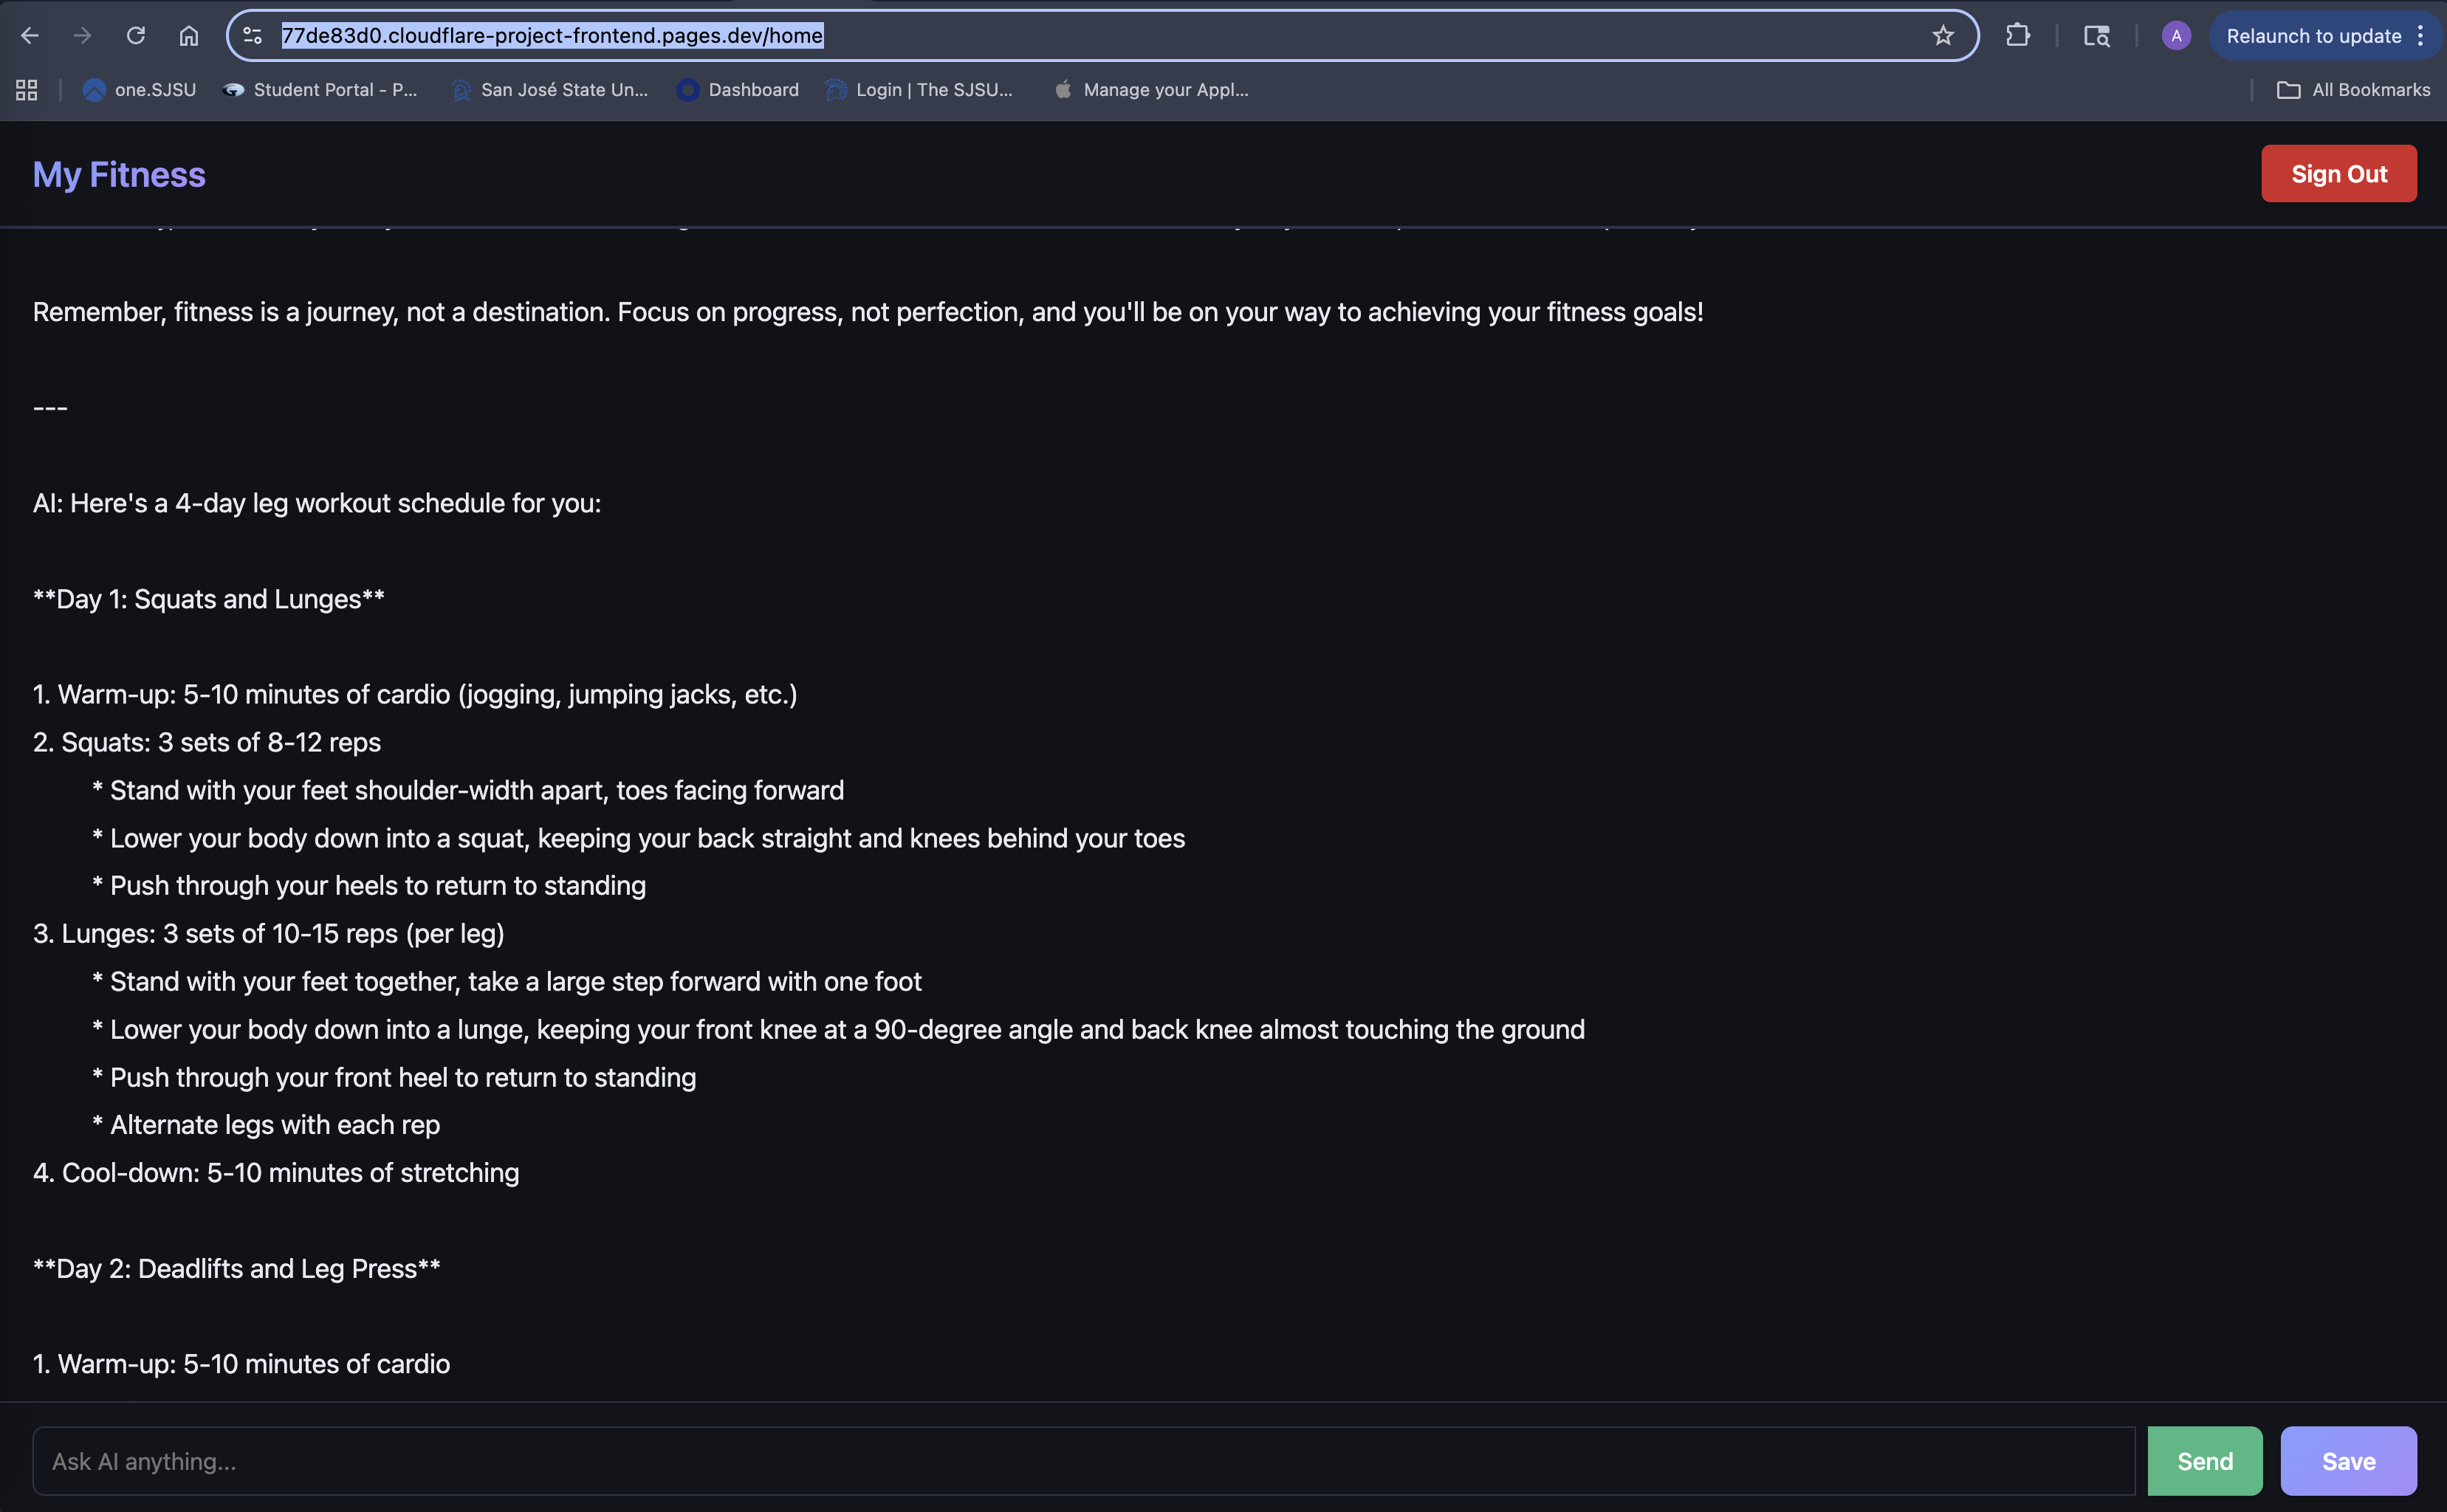 77de83d0.cloudflare-project-frontend.pages.dev/home
A
Relaunch to update
one.SJSU
Student Portal - P...
San José State Un...
Dashboard
Login | The SJSU...
Manage your Appl...
All Bookmarks
My Fitness
Sign Out
Remember, fitness is a journey, not a destination. Focus on progress, not perfection, and you'll be on your way to achieving your fitness goals!
---
AI: Here's a 4-day leg workout schedule for you:
**Day 1: Squats and Lunges**
1. Warm-up: 5-10 minutes of cardio (jogging, jumping jacks, etc.)
2. Squats: 3 sets of 8-12 reps
* Stand with your feet shoulder-width apart, toes facing forward
* Lower your body down into a squat, keeping your back straight and knees behind your toes
* Push through your heels to return to standing
3. Lunges: 3 sets of 10-15 reps (per leg)
* Stand with your feet together, take a large step forward with one foot
* Lower your body down into a lunge, keeping your front knee at a 90-degree angle and back knee almost touching the ground
* Push through your front heel to return to standing
* Alternate legs with each rep
4. Cool-down: 5-10 minutes of stretching
**Day 2: Deadlifts and Leg Press**
1. Warm-up: 5-10 minutes of cardio
Ask AI anything...
Send
Save